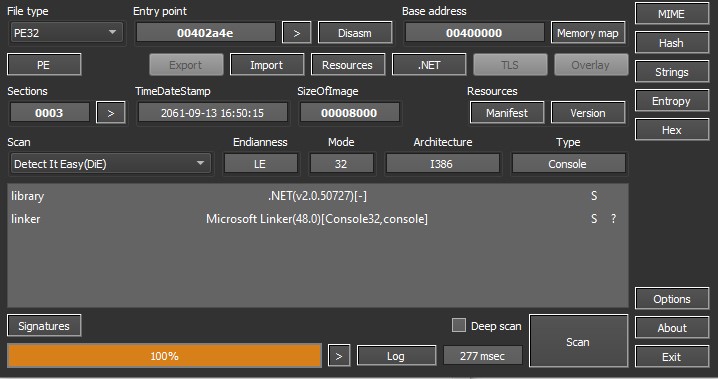 File type Entry point Base address MIME
PE32 00402a4e > Disasm 00400000 Memory map Hash
PE Export Import Resources .NET TLS Overlay Strings
Sections TimeDateStamp SizeOfImage Resources Entropy
0003 > 2061-09-13 16:50:15 00008000 Manifest Version Hex
Scan Endianness Mode Architecture Type
Detect It Easy(DiE) LE 32 I386 Console
library .NET(v2.0.50727)[-] S
linker Microsoft Linker(48.0)[Console32,console] S ?
Options
Signatures Deep scan Scan About
100% > Log 277 msec Exit